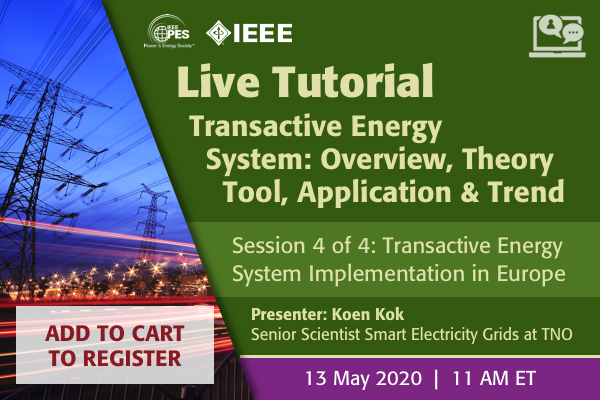 IEEE
PES
Power & Energy Society®
IEEE
Live Tutorial
Transactive Energy
System: Overview, Theory
Tool, Application & Trend
Session 4 of 4: Transactive Energy
System Implementation in Europe
Presenter: Koen Kok
Senior Scientist Smart Electricity Grids at TNO
ADD TO CART
TO REGISTER
13 May 2020 | 11 AM ET